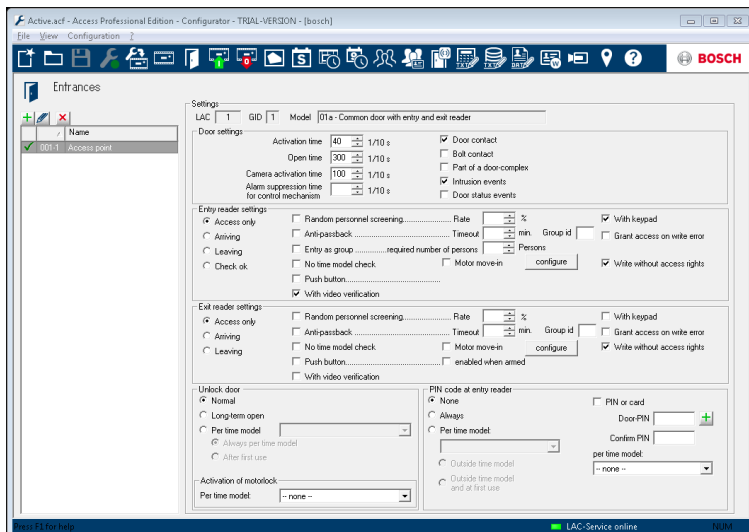 Active.acf - Access Professional Edition - Configurator - TRIAL-VERSION - [bosch]
File View Configuration ?
BOSCH
Entrances
Name
001-1 Access point
Settings
LAC 1 GID 1 Model 01a - Common door with entry and exit reader
Door settings
Activation time 40 1/10 s
Open time 300 1/10 s
Camera activation time 100 1/10 s
Alarm suppression time
for control mechanism 1/10 s
Door contact
Bolt contact
Part of a door-complex
Intrusion events
Door status events
Entry reader settings
Access only
Arriving
Leaving
Check ok
Random personnel screening...................... Rate %
Anti-passback ............................................ Timeout min. Group id
Entry as group ..............required number of persons Persons
No time model check Motor move-in configure
Push button...........................................
With video verification
With keypad
Grant access on write error
Write without access rights
Exit reader settings
Access only
Arriving
Leaving
Random personnel screening...................... Rate %
Anti-passback ............................................ Timeout min. Group id
No time model check Motor move-in configure
Push button........................................... enabled when armed
With video verification
With keypad
Grant access on write error
Write without access rights
Unlock door
Normal
Long-term open
Per time model
Always per time model
After first use
Activation of motorlock
Per time model: -- none --
PIN code at entry reader
None
Always
Per time model:
Outside time model
Outside time model
and at first use
PIN or card
Door-PIN
Confirm PIN
per time model:
-- none --
Press F1 for help
LAC-Service online
NUM